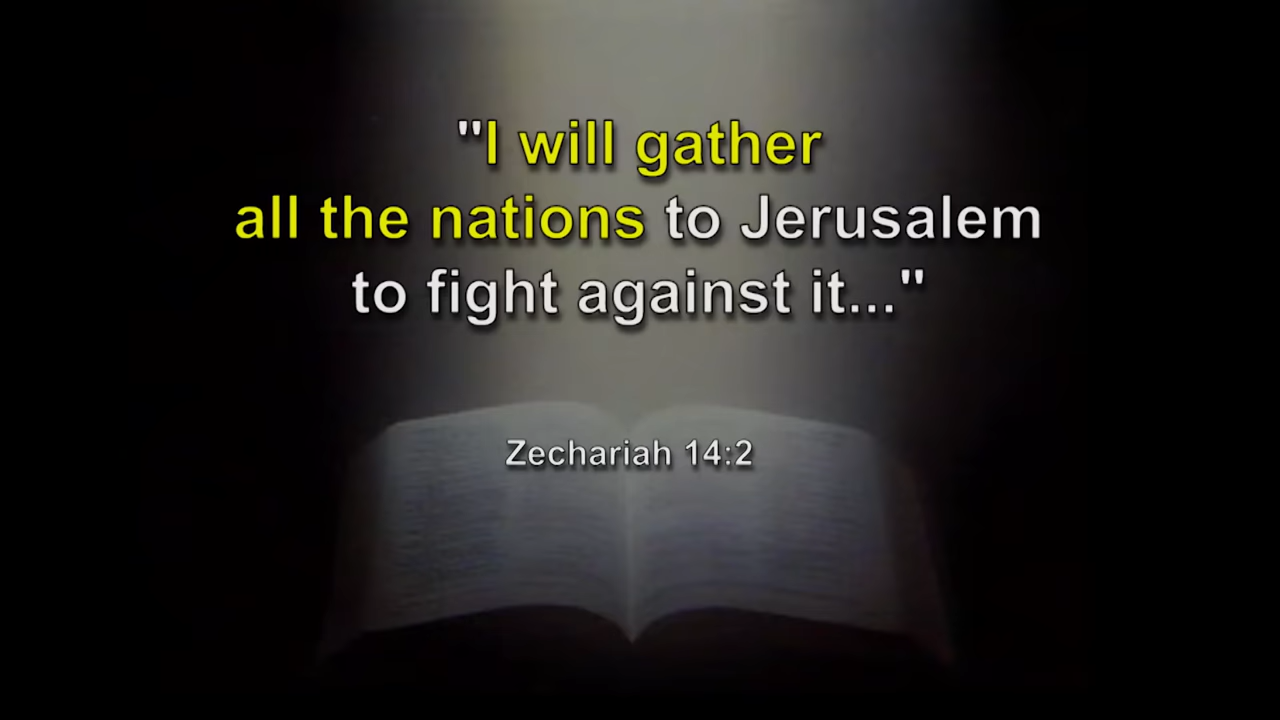 "I will gather
all the nations to Jerusalem
to fight against it..."
Zechariah 14:2